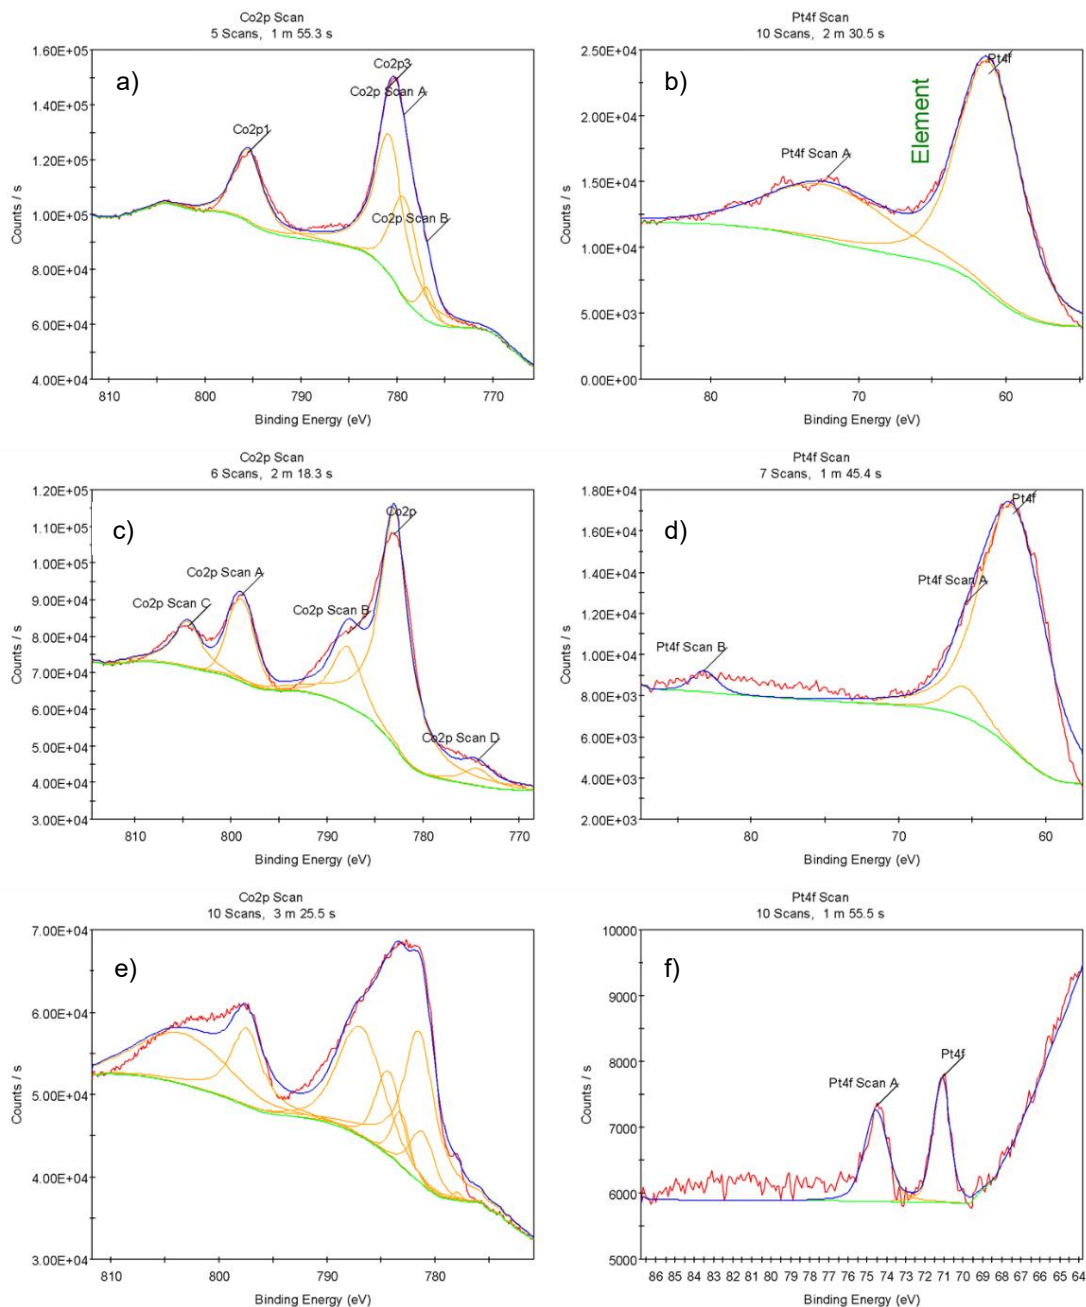 Co2p Scan
5 Scans, 1 m 55.3 s
1.60E+05
1.40E+05
1.20E+05
1.00E+05
8.00E+04
6.00E+04
4.00E+04
Counts / s
a)
Co2p3
Co2p Scan A
Co2p1
Co2p Scan B
810
800
790
780
770
Binding Energy (eV)
Pt4f Scan
10 Scans, 2 m 30.5 s
2.50E+04
2.00E+04
1.50E+04
1.00E+04
5.00E+03
0.00E+00
Counts / s
b)
Element
Pt4f
Pt4f Scan A
80
70
60
Binding Energy (eV)
Co2p Scan
6 Scans, 2 m 18.3 s
1.20E+05
1.10E+05
1.00E+05
9.00E+04
8.00E+04
7.00E+04
6.00E+04
5.00E+04
4.00E+04
3.00E+04
Counts / s
c)
Co2p
Co2p Scan A
Co2p Scan C
Co2p Scan B
Co2p Scan D
810
800
790
780
770
Binding Energy (eV)
Pt4f Scan
7 Scans, 1 m 45.4 s
1.80E+04
1.60E+04
1.40E+04
1.20E+04
1.00E+04
8.00E+03
6.00E+03
4.00E+03
2.00E+03
Counts / s
d)
Pt4f
Pt4f Scan A
Pt4f Scan B
80
70
60
Binding Energy (eV)
Co2p Scan
10 Scans, 3 m 25.5 s
7.00E+04
6.00E+04
5.00E+04
4.00E+04
3.00E+04
Counts / s
e)
810
800
790
780
Binding Energy (eV)
Pt4f Scan
10 Scans, 1 m 55.5 s
10000
9000
8000
7000
6000
5000
Counts / s
f)
Pt4f
Pt4f Scan A
86 85 84 83 82 81 80 79 78 77 76 75 74 73 72 71 70 69 68 67 66 65 64
Binding Energy (eV)